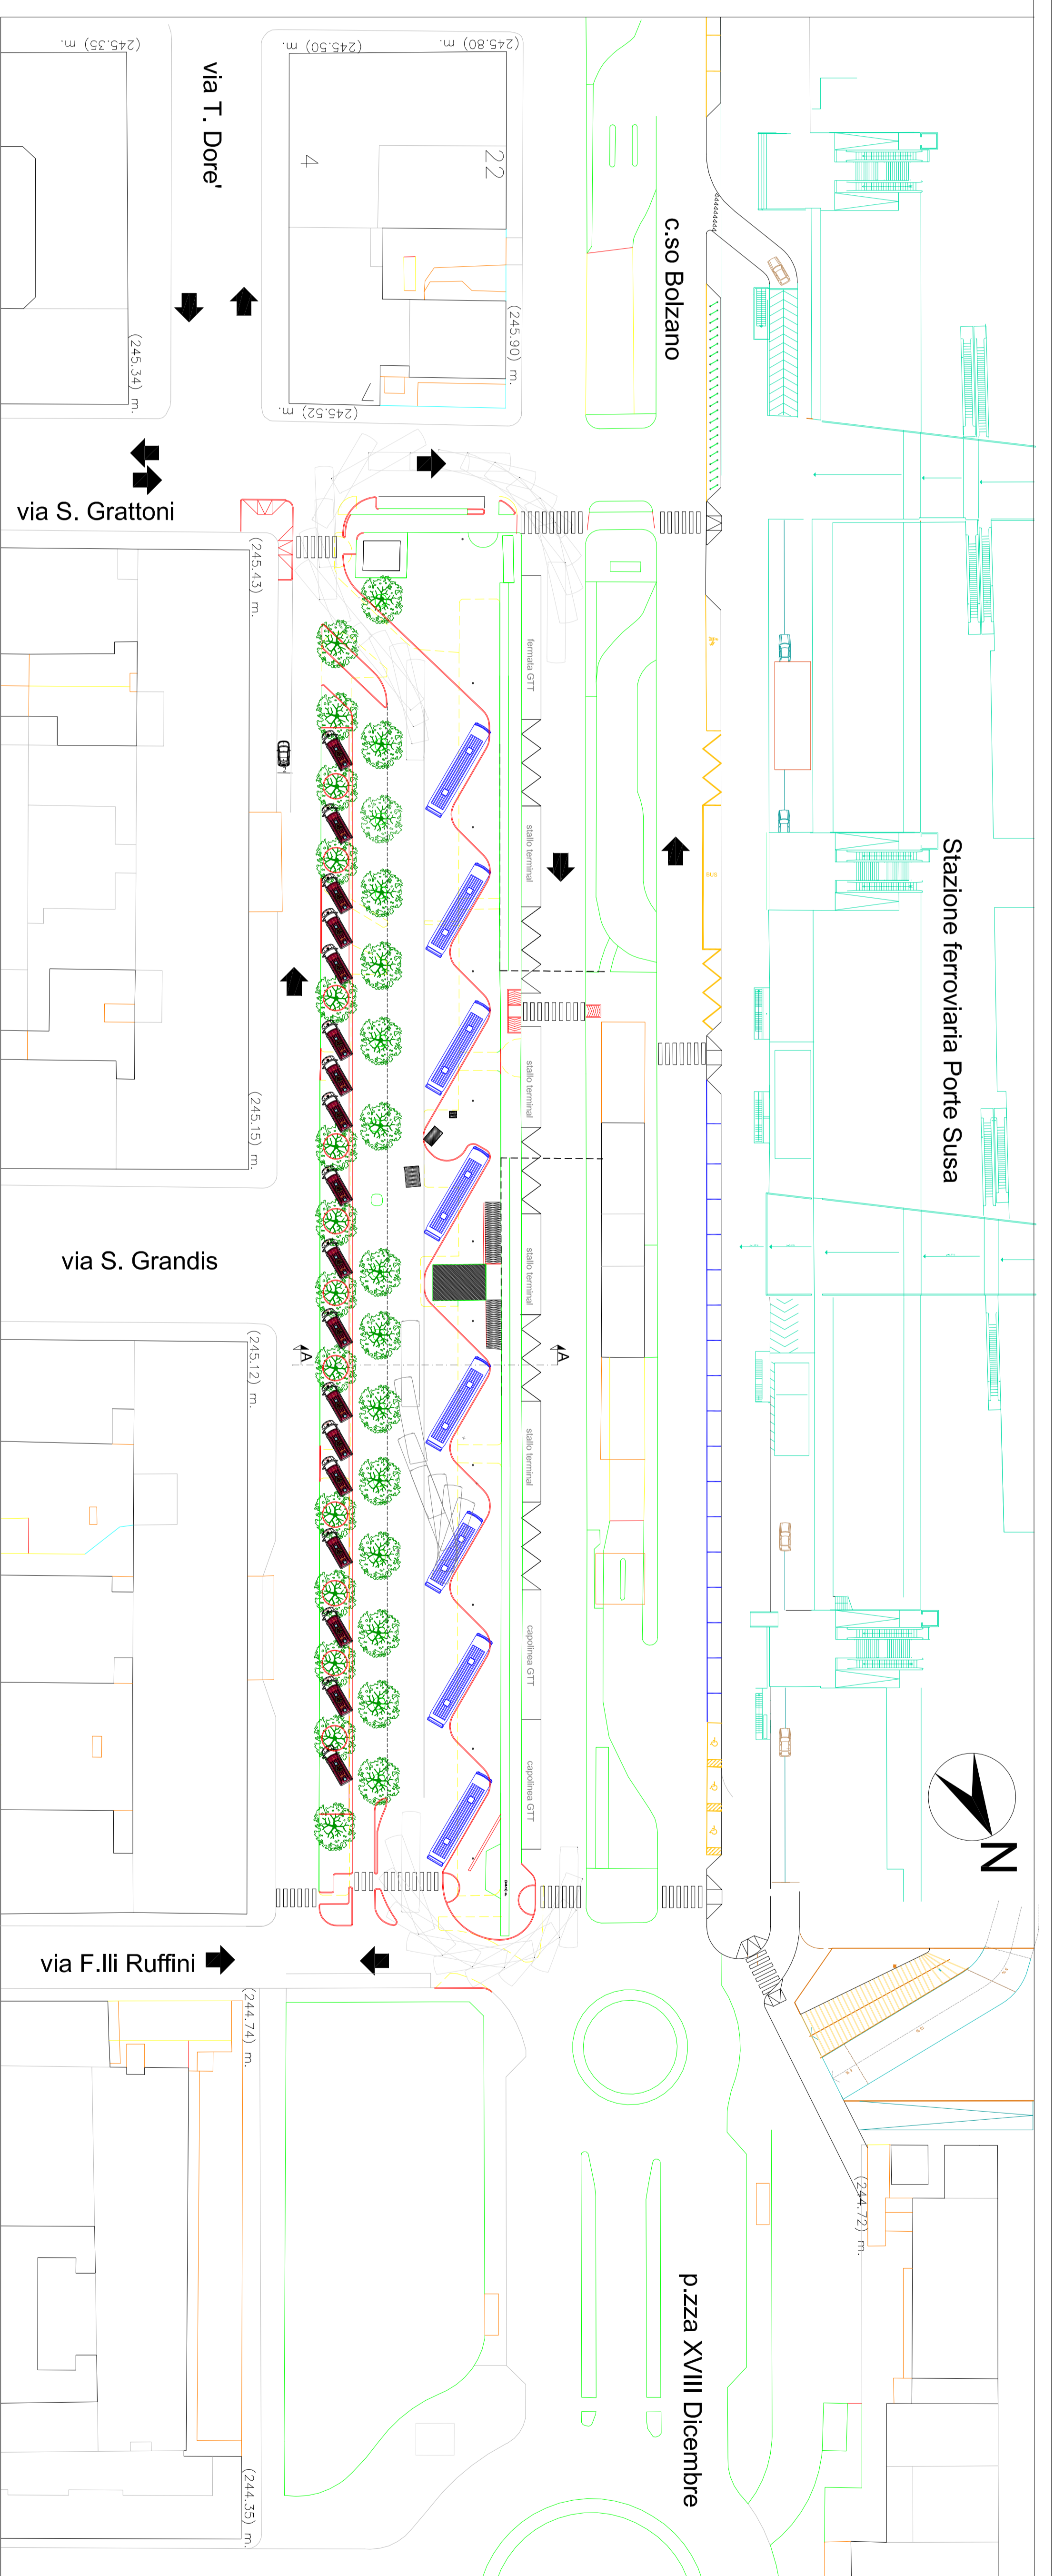 (245.35) m.
(245.50) m.
(245.80) m.
via T. Dore'
4
22
c.so Bolzano
(245.90) m.
(245.34) m.
7
(245.52) m.
via S. Grattoni
(245.43) m.
fermata GTT
stallo terminal
BUS
Stazione ferroviaria Porte Susa
stallo terminal
(245.15) m.
via S. Grandis
stallo terminal
(245.12) m.
A
A
stallo terminal
capolinea GTT
capolinea GTT
N
via F.lli Ruffini
(244.74) m.
(244.72) m.
p.zza XVIII Dicembre
(244.35) m.